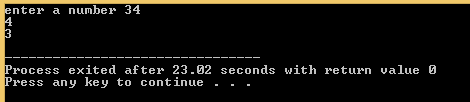 enter a number 34
4
3
--------------------------------
Process exited after 23.02 seconds with return value 0
Press any key to continue . . .